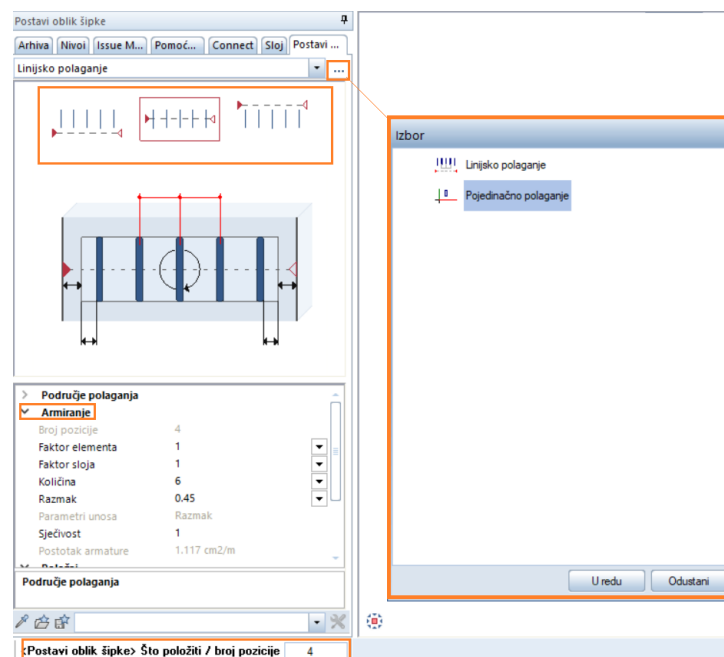 Postavi oblik šipke
Arhiva Nivoi Issue M... Pomoć... Connect Sloj Postavi ...
Linijsko polaganje ...
Izbor
Linijsko polaganje
Pojedinačno polaganje
Područje polaganja
Armiranje
Broj pozicije 4
Faktor elementa 1
Faktor sloja 1
Količina 6
Razmak 0.45
Parametri unosa Razmak
Sječivost 1
Postotak armature 1.117 cm2/m
Područje polaganja
U redu Odustani
<Postavi oblik šipke> Što položiti / broj pozicije 4